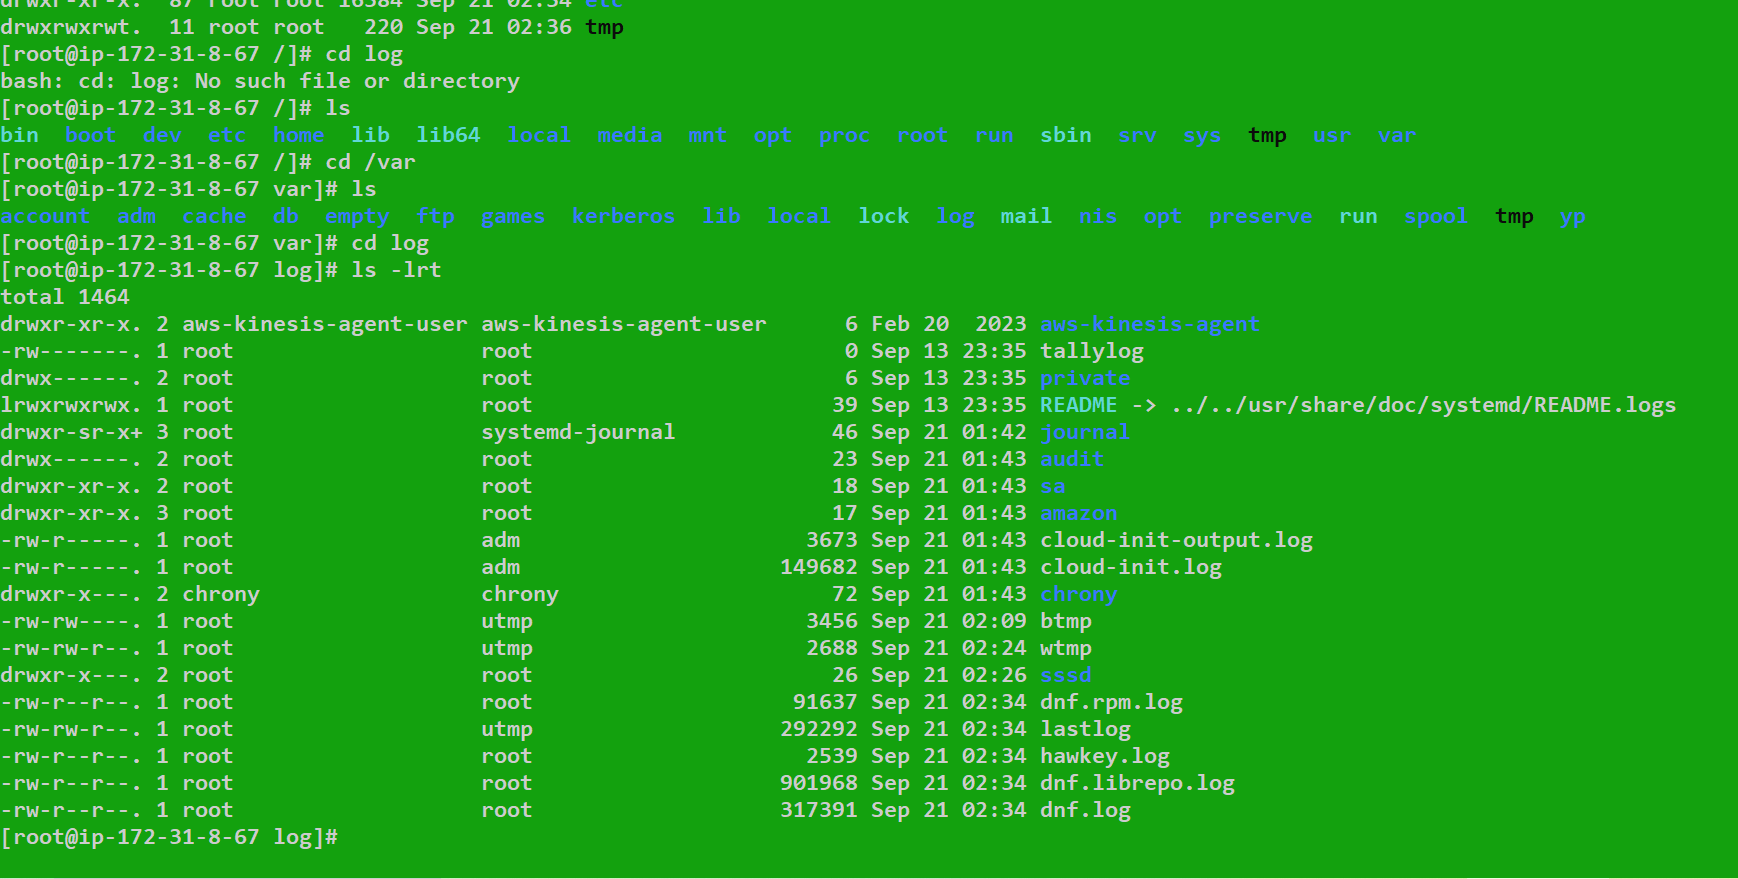 drwxr-xr-x.  87 root root 16384 Sep 21 02:34 etc
drwxrwxrwt.  11 root root   220 Sep 21 02:36 tmp
[root@ip-172-31-8-67 /]# cd log
bash: cd: log: No such file or directory
[root@ip-172-31-8-67 /]# ls
bin  boot  dev  etc  home  lib  lib64  local  media  mnt  opt  proc  root  run  sbin  srv  sys  tmp  usr  var
[root@ip-172-31-8-67 /]# cd /var
[root@ip-172-31-8-67 var]# ls
account  adm  cache  db  empty  ftp  games  kerberos  lib  local  lock  log  mail  nis  opt  preserve  run  spool  tmp  yp
[root@ip-172-31-8-67 var]# cd log
[root@ip-172-31-8-67 log]# ls -lrt
total 1464
drwxr-xr-x. 2 aws-kinesis-agent-user aws-kinesis-agent-user      6 Feb 20  2023 aws-kinesis-agent
-rw-------. 1 root                   root                        0 Sep 13 23:35 tallylog
drwx------. 2 root                   root                        6 Sep 13 23:35 private
lrwxrwxrwx. 1 root                   root                       39 Sep 13 23:35 README -> ../../usr/share/doc/systemd/README.logs
drwxr-sr-x+ 3 root                   systemd-journal            46 Sep 21 01:42 journal
drwx------. 2 root                   root                       23 Sep 21 01:43 audit
drwxr-xr-x. 2 root                   root                       18 Sep 21 01:43 sa
drwxr-xr-x. 3 root                   root                       17 Sep 21 01:43 amazon
-rw-r-----. 1 root                   adm                      3673 Sep 21 01:43 cloud-init-output.log
-rw-r-----. 1 root                   adm                    149682 Sep 21 01:43 cloud-init.log
drwxr-x---. 2 chrony                 chrony                     72 Sep 21 01:43 chrony
-rw-rw----. 1 root                   utmp                     3456 Sep 21 02:09 btmp
-rw-rw-r--. 1 root                   utmp                     2688 Sep 21 02:24 wtmp
drwxr-x---. 2 root                   root                       26 Sep 21 02:26 sssd
-rw-r--r--. 1 root                   root                    91637 Sep 21 02:34 dnf.rpm.log
-rw-rw-r--. 1 root                   utmp                   292292 Sep 21 02:34 lastlog
-rw-r--r--. 1 root                   root                     2539 Sep 21 02:34 hawkey.log
-rw-r--r--. 1 root                   root                   901968 Sep 21 02:34 dnf.librepo.log
-rw-r--r--. 1 root                   root                   317391 Sep 21 02:34 dnf.log
[root@ip-172-31-8-67 log]#